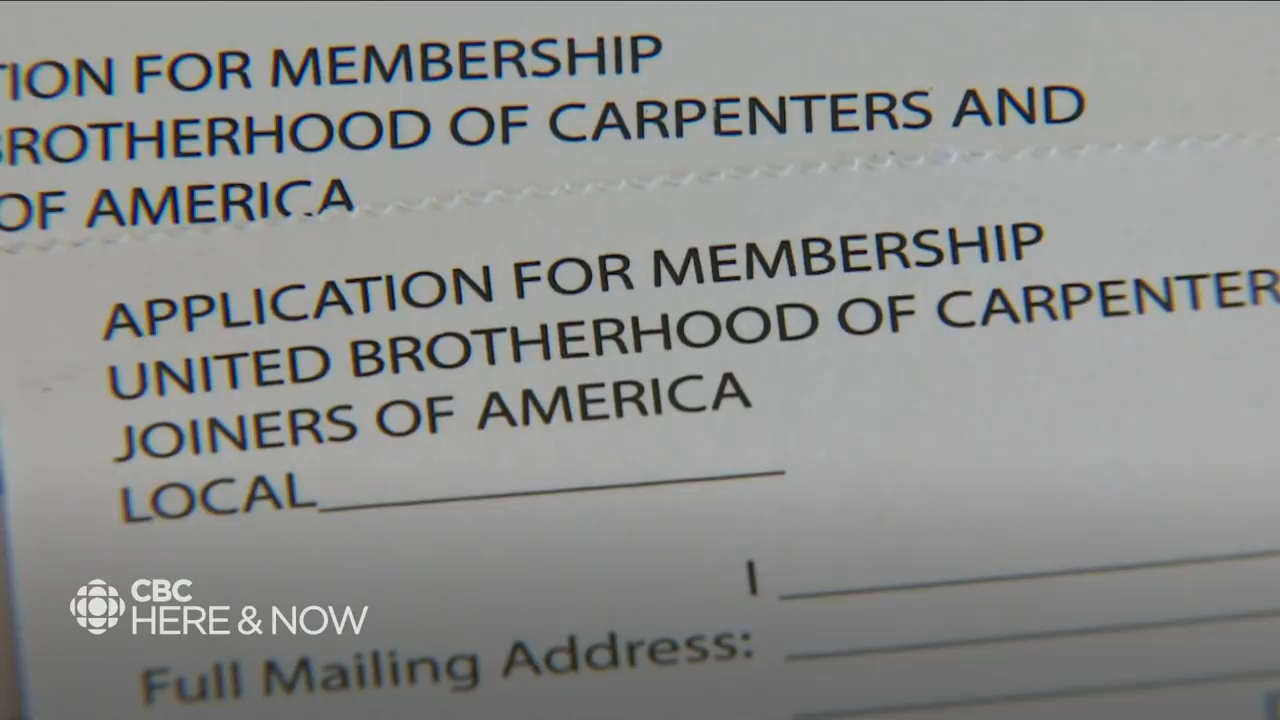 TION FOR MEMBERSHIP
BROTHERHOOD OF CARPENTERS AND
OF AMERICA
APPLICATION FOR MEMBERSHIP
UNITED BROTHERHOOD OF CARPENTER
JOINERS OF AMERICA
LOCAL
I
Full Mailing Address:
CBC
HERE & NOW